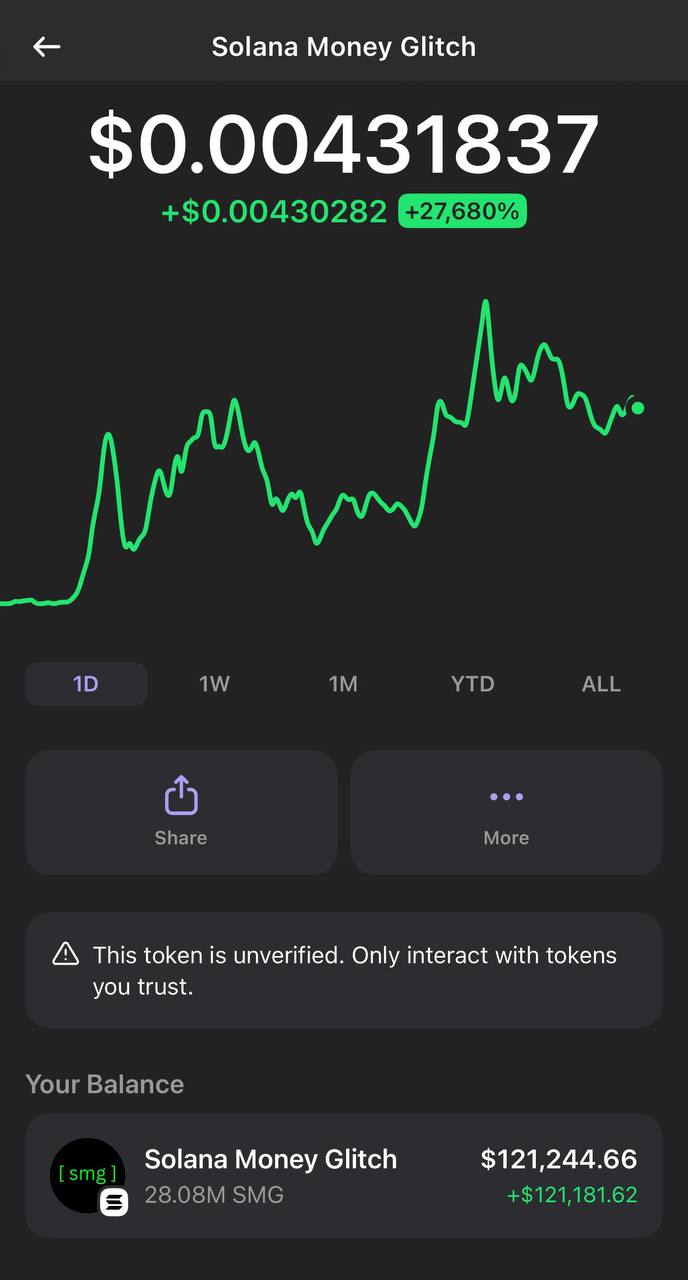 Solana Money Glitch
$0.00431837
+$0.00430282 +27,680%
1D 1W 1M YTD ALL
Share More
This token is unverified. Only interact with tokens
you trust.
Your Balance
[ smg ]
Solana Money Glitch $121,244.66
28.08M SMG +$121,181.62